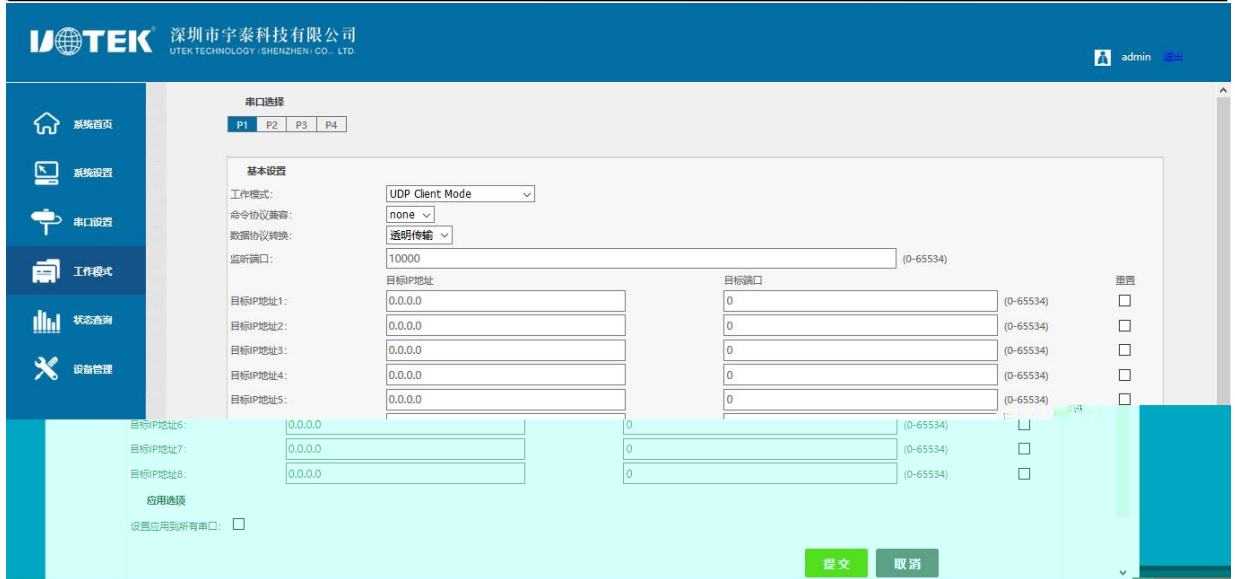 UOTEK 深圳市宇泰科技有限公司
UTEK TECHNOLOGY (SHENZHEN) CO., LTD.
admin 退出
系统首页
系统设置
串口设置
工作模式
状态查询
设备管理
串口选择
P1 P2 P3 P4
基本设置
工作模式: UDP Client Mode
命令协议兼容: none
数据协议转换: 透明传输
监听端口: 10000 (0-65534)
目标IP地址 目标端口 重置
目标IP地址1: 0.0.0.0 0 (0-65534)
目标IP地址2: 0.0.0.0 0 (0-65534)
目标IP地址3: 0.0.0.0 0 (0-65534)
目标IP地址4: 0.0.0.0 0 (0-65534)
目标IP地址5: 0.0.0.0 0 (0-65534)
目标IP地址6: 0.0.0.0 0 (0-65534)
目标IP地址7: 0.0.0.0 0 (0-65534)
目标IP地址8: 0.0.0.0 0 (0-65534)
应用选项
设置应用到所有串口:
提交 取消